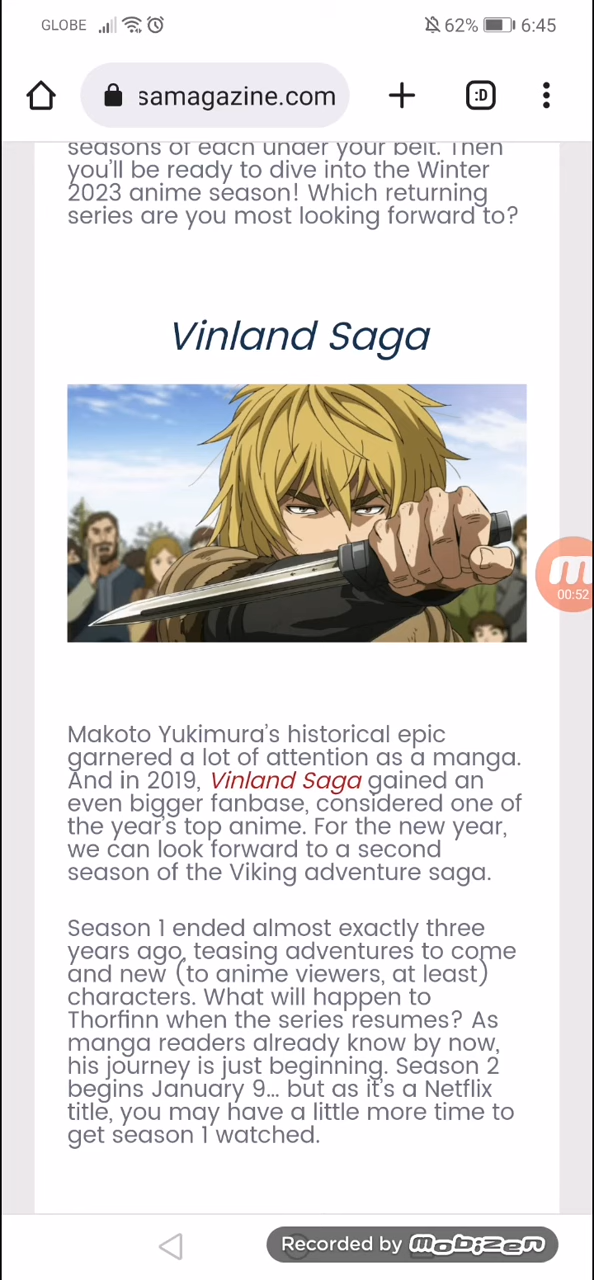 GLOBE 62% 6:45
samagazine.com :D
seasons of each under your belt. Then
you'll be ready to dive into the Winter
2023 anime season! Which returning
series are you most looking forward to?
Vinland Saga
00:52
Makoto Yukimura's historical epic
garnered a lot of attention as a manga.
And in 2019, Vinland Saga gained an
even bigger fanbase, considered one of
the year's top anime. For the new year,
we can look forward to a second
season of the Viking adventure saga.
Season 1 ended almost exactly three
years ago, teasing adventures to come
and new (to anime viewers, at least)
characters. What will happen to
Thorfinn when the series resumes? As
manga readers already know by now,
his journey is just beginning. Season 2
begins January 9... but as it's a Netflix
title, you may have a little more time to
get season 1 watched.
Recorded by mobizen